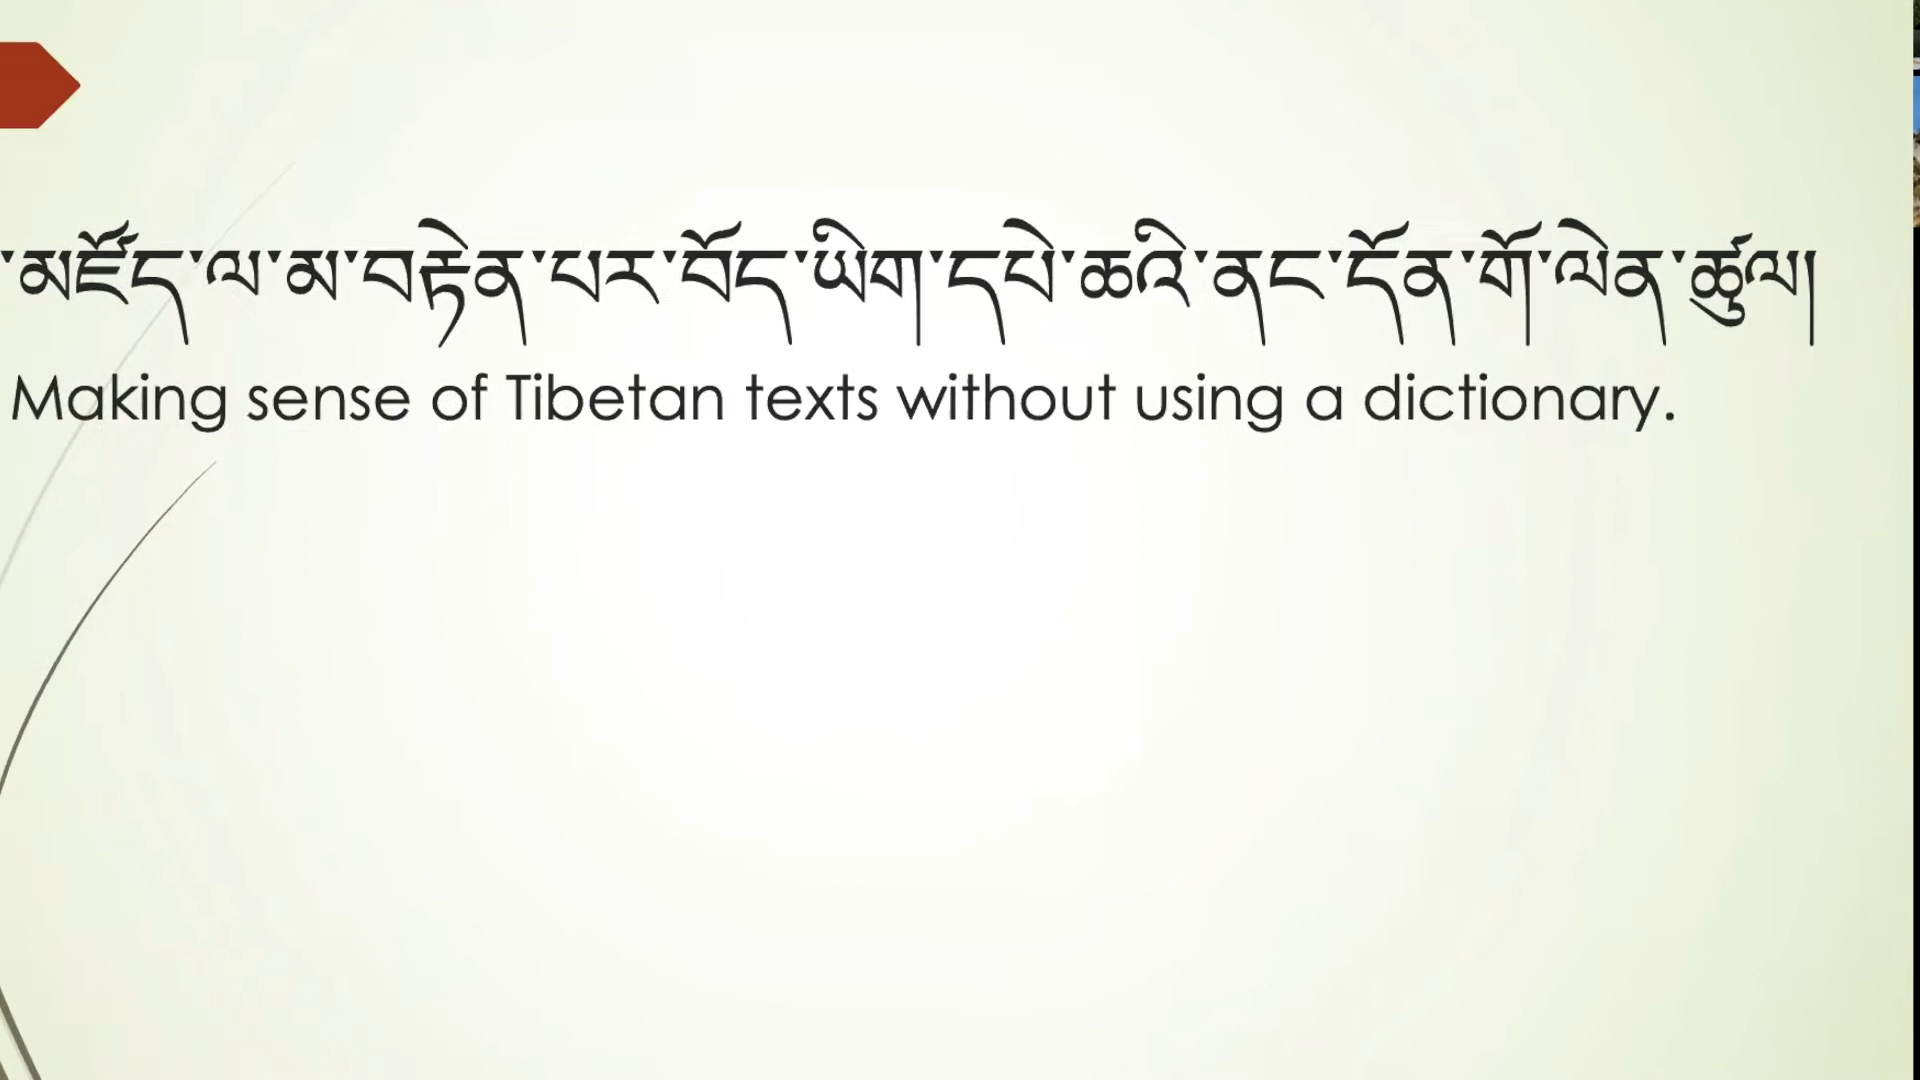 ་མཛོད་ལ་མ་བརྟེན་པར་བོད་ཡིག་དཔེ་ཆའི་ནང་དོན་གོ་ལེན་ཚུལ།
Making sense of Tibetan texts without using a dictionary.